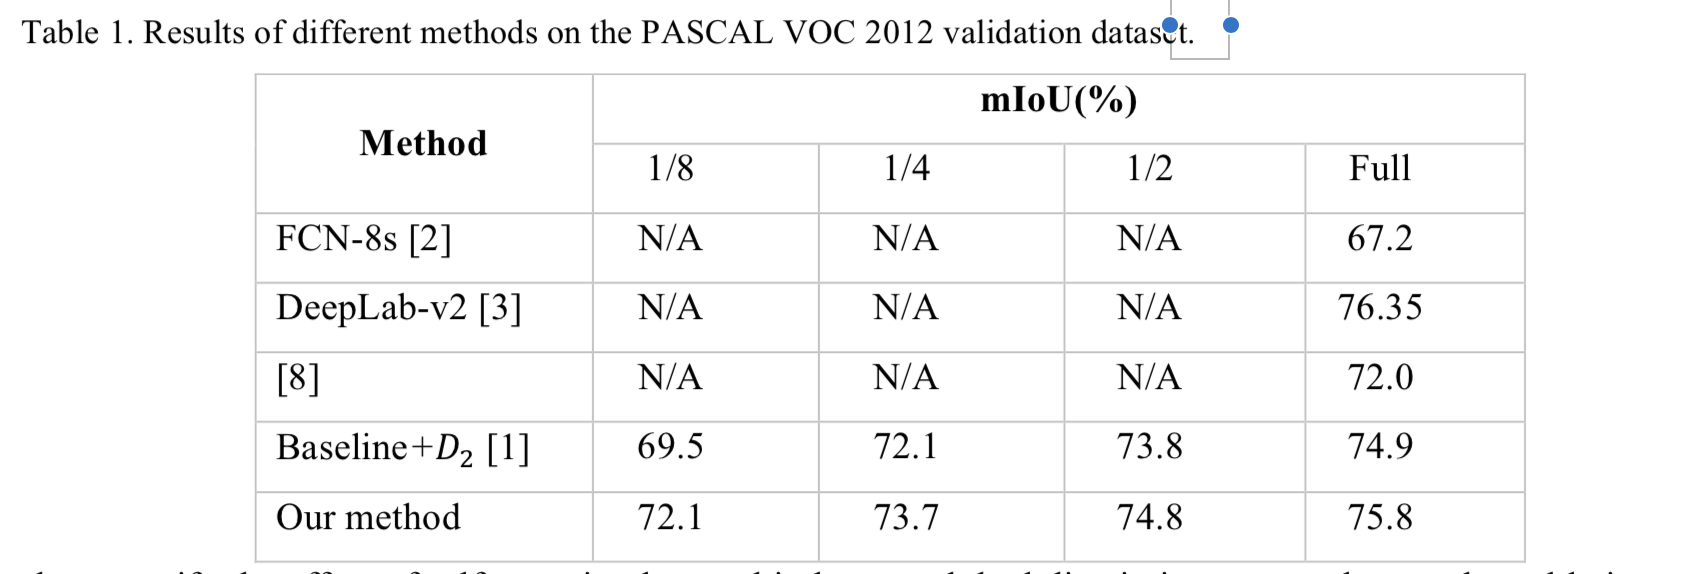 Table 1. Results of different methods on the PASCAL VOC 2012 validation dataset.
Method mIoU(%)
1/8 1/4 1/2 Full
FCN-8s [2] N/A N/A N/A 67.2
DeepLab-v2 [3] N/A N/A N/A 76.35
[8] N/A N/A N/A 72.0
Baseline+D₂ [1] 69.5 72.1 73.8 74.9
Our method 72.1 73.7 74.8 75.8